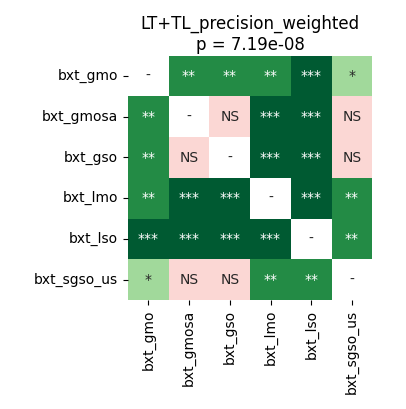 LT+TL_precision_weighted
p = 7.19e-08
bxt_gmo - ** ** ** *** *
bxt_gmosa ** - NS *** *** NS
bxt_gso ** NS - *** *** NS
bxt_lmo ** *** *** - *** **
bxt_lso *** *** *** *** - **
bxt_sgso_us * NS NS ** ** -
bxt_gmo bxt_gmosa bxt_gso bxt_lmo bxt_lso bxt_sgso_us